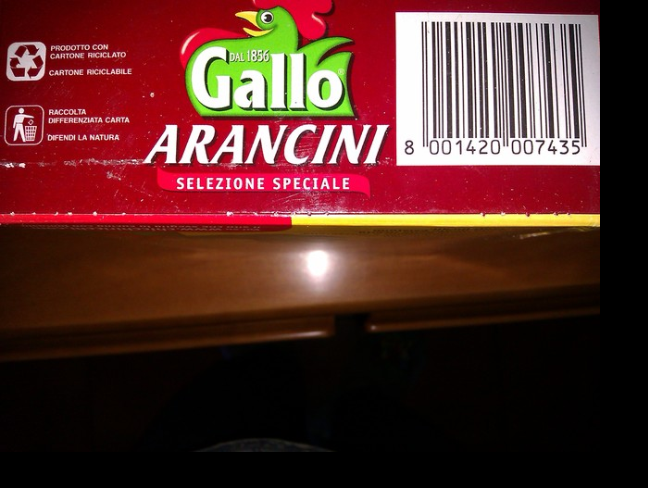 PRODOTTO CON
CARTONE RICICLATO
CARTONE RICICLABILE
RACCOLTA
DIFFERENZIATA CARTA
DIFENDI LA NATURA
DAL 1856
Gallo®
ARANCINI
SELEZIONE SPECIALE
8 001420 007435